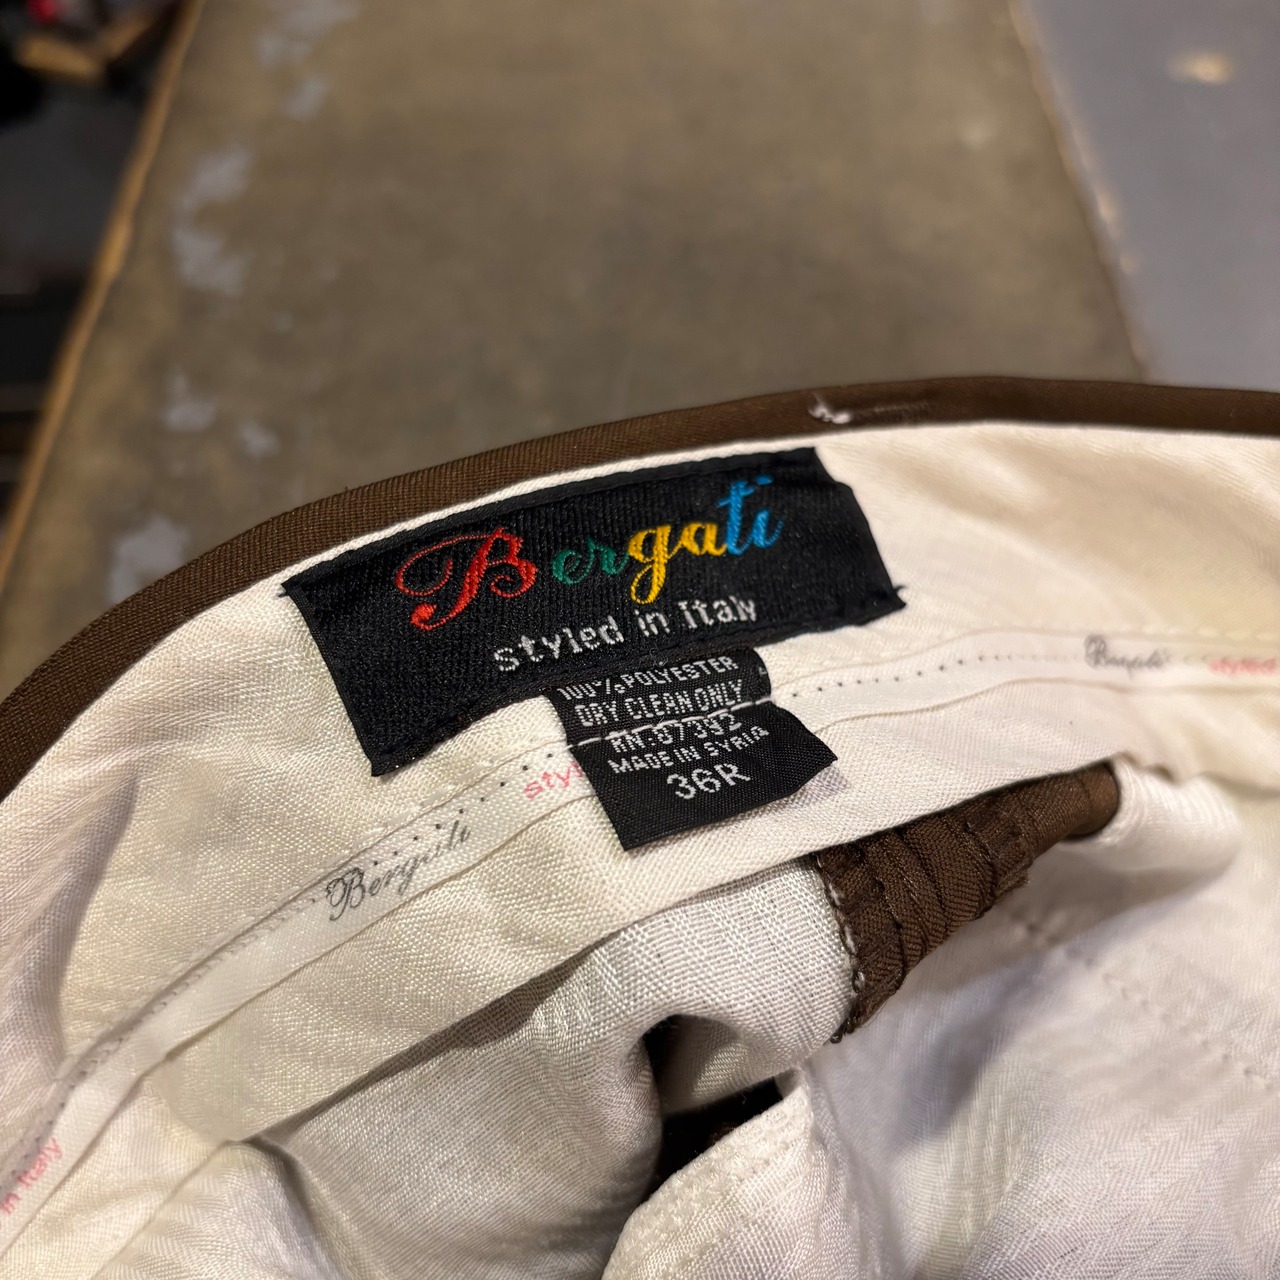 Bergati
styled in Italy
100% POLYESTER
DRY CLEAN ONLY
RN:87392
MADE IN SYRIA
36R
Bergati
styled
sty
Bergati
in Italy